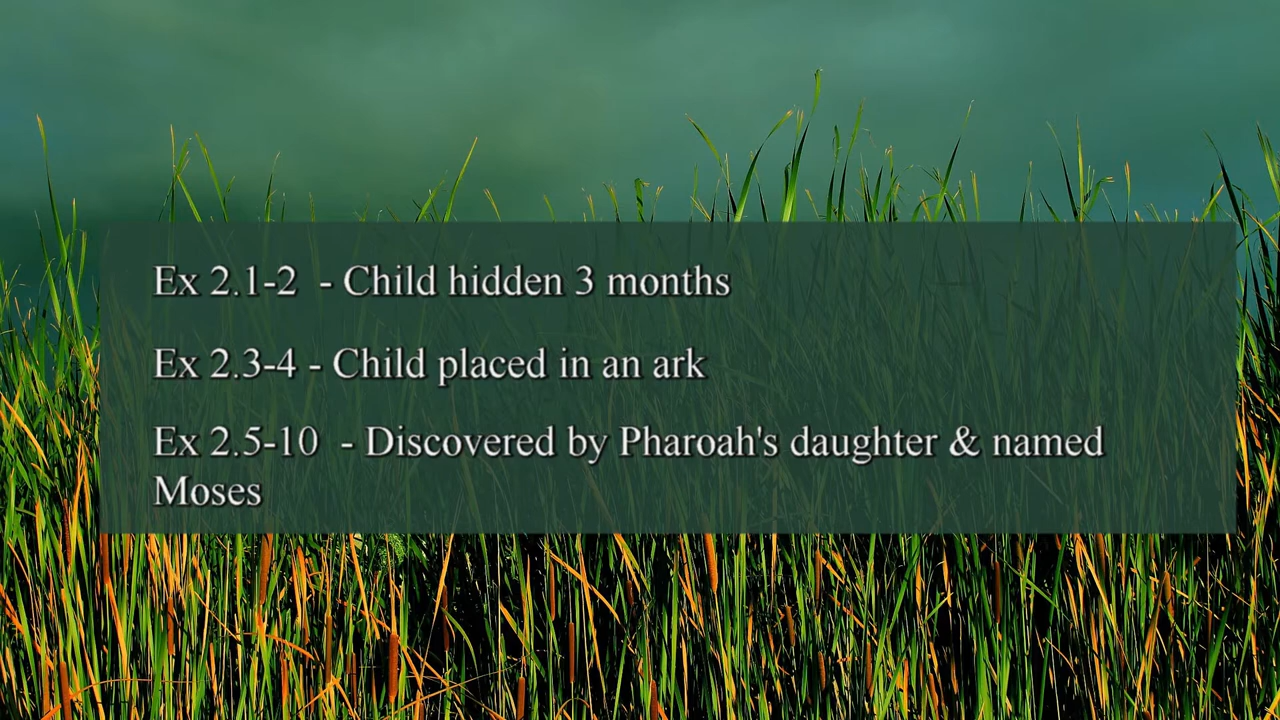 Ex 2.1-2  - Child hidden 3 months
Ex 2.3-4 - Child placed in an ark
Ex 2.5-10  - Discovered by Pharoah's daughter & named
Moses